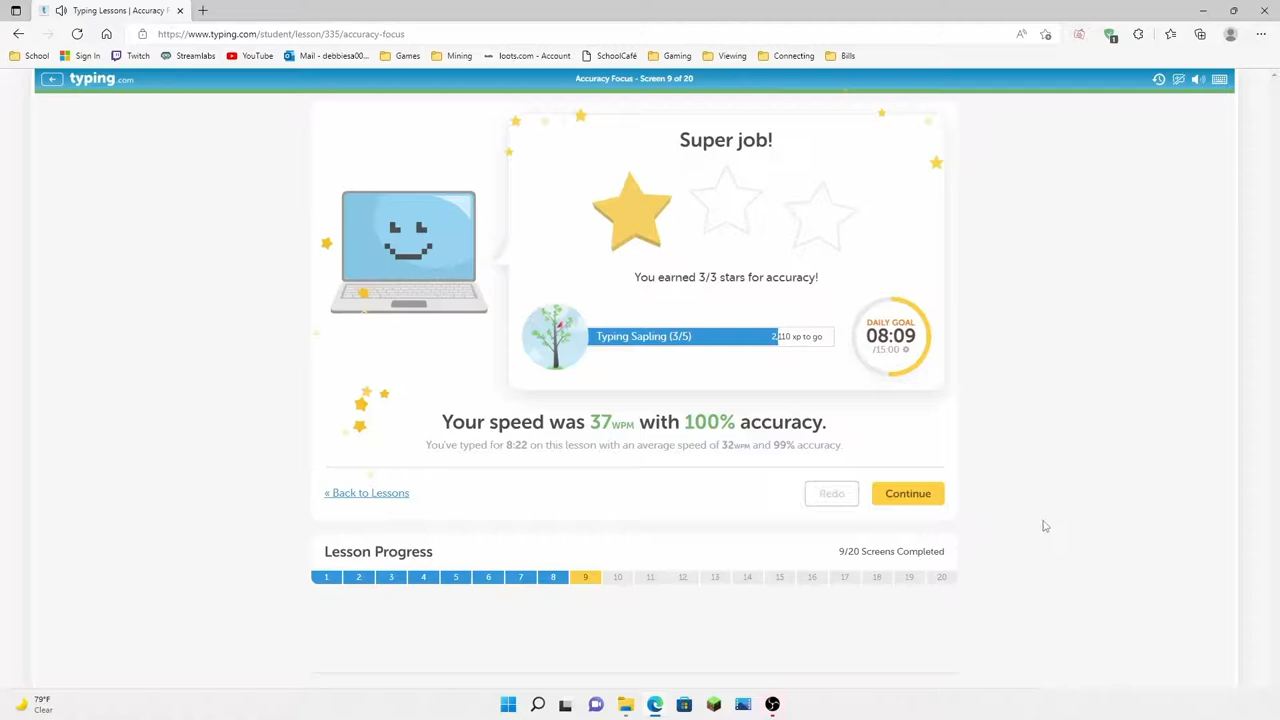 Typing Lessons | Accuracy F
https://www.typing.com/student/lesson/335/accuracy-focus
School Sign In Twitch Streamlabs YouTube Mail - debbiesa00... Games Mining loots.com - Account SchoolCafé Gaming Viewing Connecting Bills
typing.com
Accuracy Focus - Screen 9 of 20
Super job!
You earned 3/3 stars for accuracy!
Typing Sapling (3/5) 2,110 xp to go
DAILY GOAL
08:09
/15:00
Your speed was 37WPM with 100% accuracy.
You've typed for 8:22 on this lesson with an average speed of 32WPM and 99% accuracy.
« Back to Lessons
Redo
Continue
Lesson Progress
9/20 Screens Completed
1 2 3 4 5 6 7 8 9 10 11 12 13 14 15 16 17 18 19 20
79°F
Clear